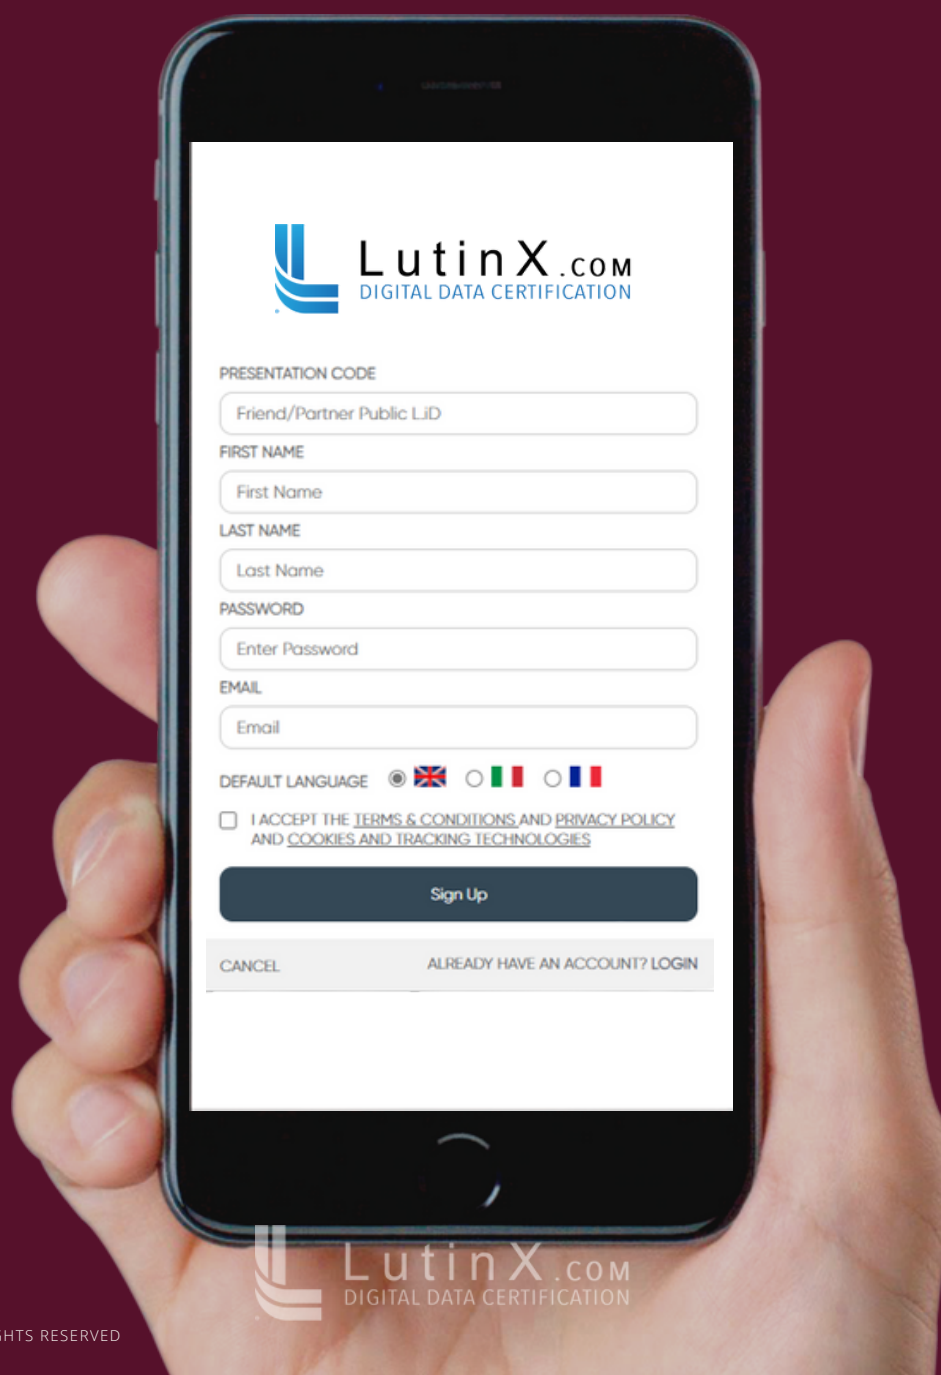 LutinX.COM
DIGITAL DATA CERTIFICATION
PRESENTATION CODE
Friend/Partner Public L.iD
FIRST NAME
First Name
LAST NAME
Last Name
PASSWORD
Enter Password
EMAIL
Email
DEFAULT LANGUAGE
I ACCEPT THE TERMS & CONDITIONS AND PRIVACY POLICY
AND COOKIES AND TRACKING TECHNOLOGIES
Sign Up
CANCEL
ALREADY HAVE AN ACCOUNT? LOGIN
LutinX.COM
DIGITAL DATA CERTIFICATION
RESERVED